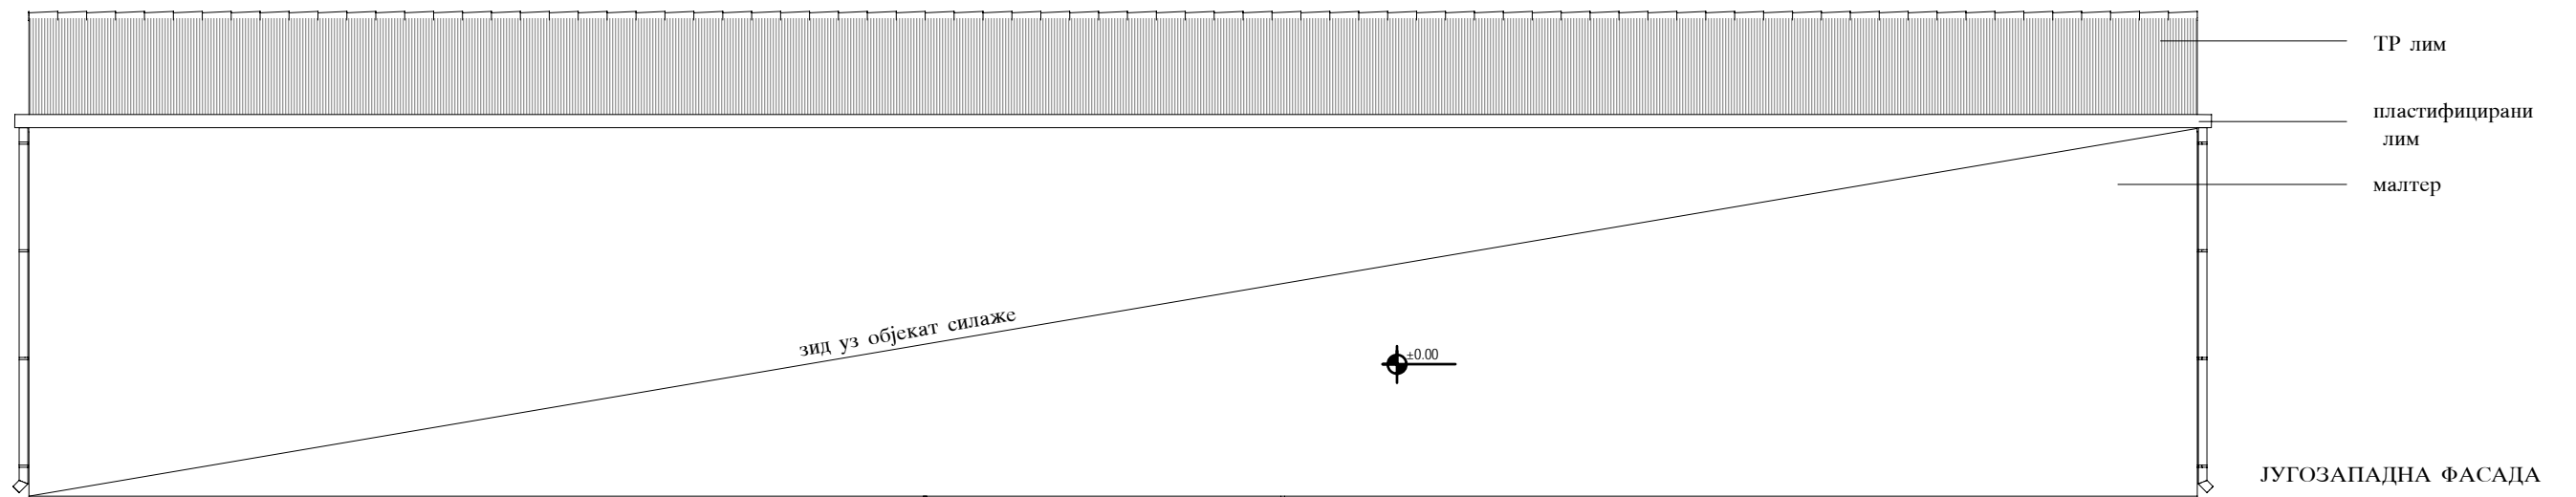 ТР лим
пластифицирани
лим
малтер
зид уз објекат силаже
±0.00
ЈУГОЗАПАДНА ФАСАДА